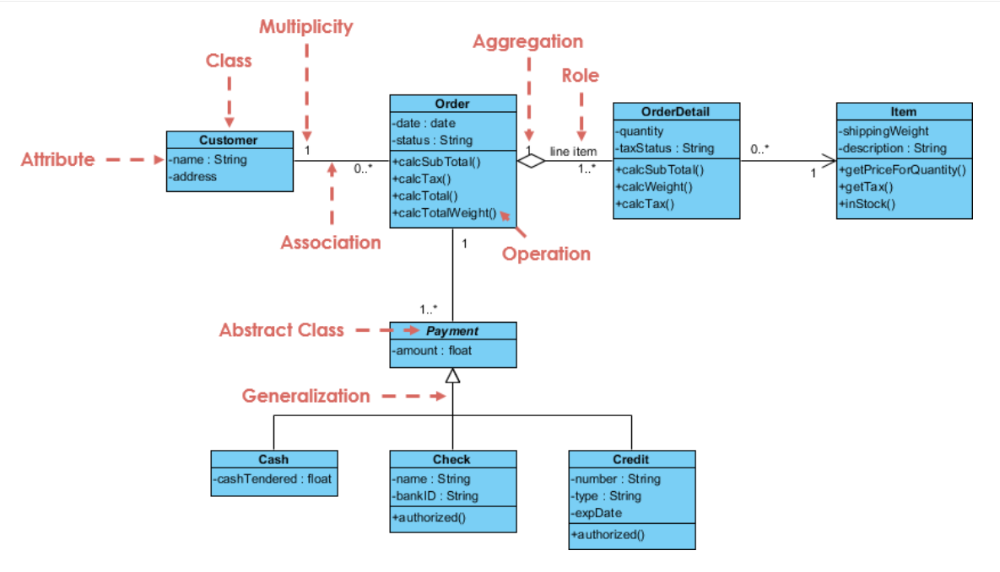 Multiplicity
Class
Aggregation
Role
Attribute
Customer
-name : String
-address
1
0..*
Association
Order
-date : date
-status : String
+calcSubTotal()
+calcTax()
+calcTotal()
+calcTotalWeight()
Operation
1
line item
1..*
OrderDetail
-quantity
-taxStatus : String
+calcSubTotal()
+calcWeight()
+calcTax()
0..*
1
Item
-shippingWeight
-description : String
+getPriceForQuantity()
+getTax()
+inStock()
1
1..*
Abstract Class
Payment
-amount : float
Generalization
Cash
-cashTendered : float
Check
-name : String
-bankID : String
+authorized()
Credit
-number : String
-type : String
-expDate
+authorized()